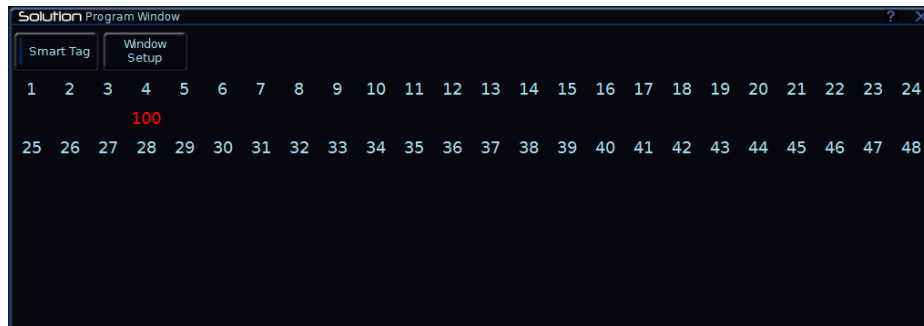 Solution Program Window ? X
Smart Tag Window Setup
1 2 3 4 5 6 7 8 9 10 11 12 13 14 15 16 17 18 19 20 21 22 23 24
100
25 26 27 28 29 30 31 32 33 34 35 36 37 38 39 40 41 42 43 44 45 46 47 48